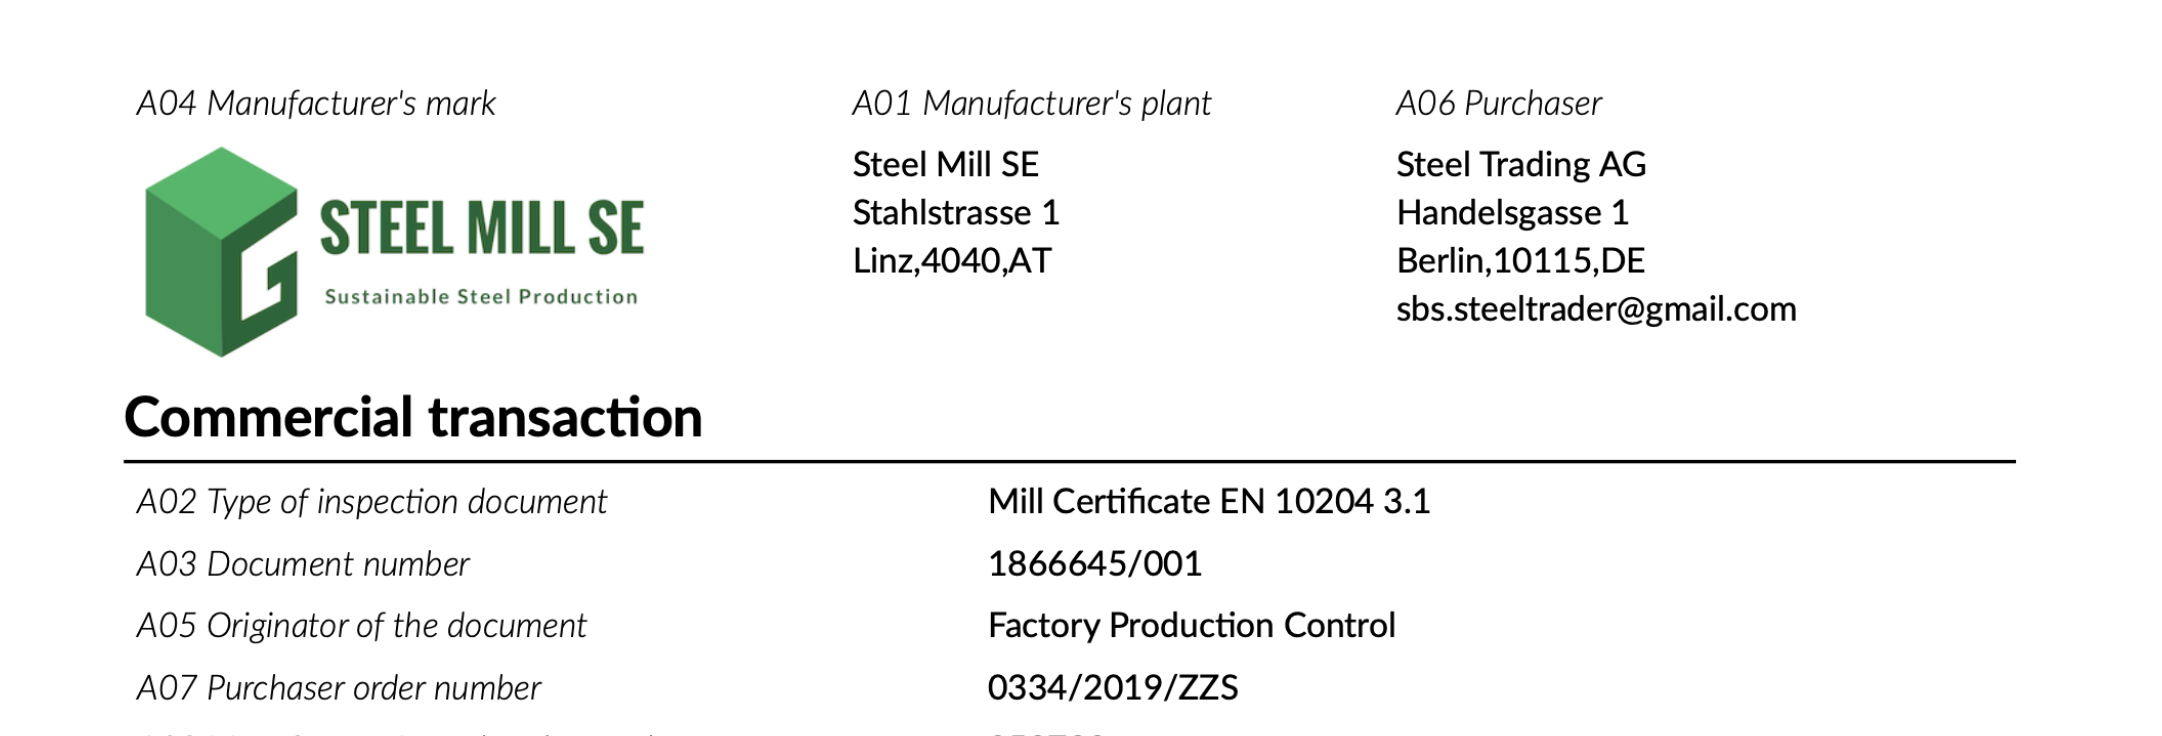 A04 Manufacturer's mark
STEEL MILL SE
Sustainable Steel Production
A01 Manufacturer's plant
Steel Mill SE
Stahlstrasse 1
Linz,4040,AT
A06 Purchaser
Steel Trading AG
Handelsgasse 1
Berlin,10115,DE
sbs.steeltrader@gmail.com
Commercial transaction
A02 Type of inspection document Mill Certificate EN 10204 3.1
A03 Document number 1866645/001
A05 Originator of the document Factory Production Control
A07 Purchaser order number 0334/2019/ZZS